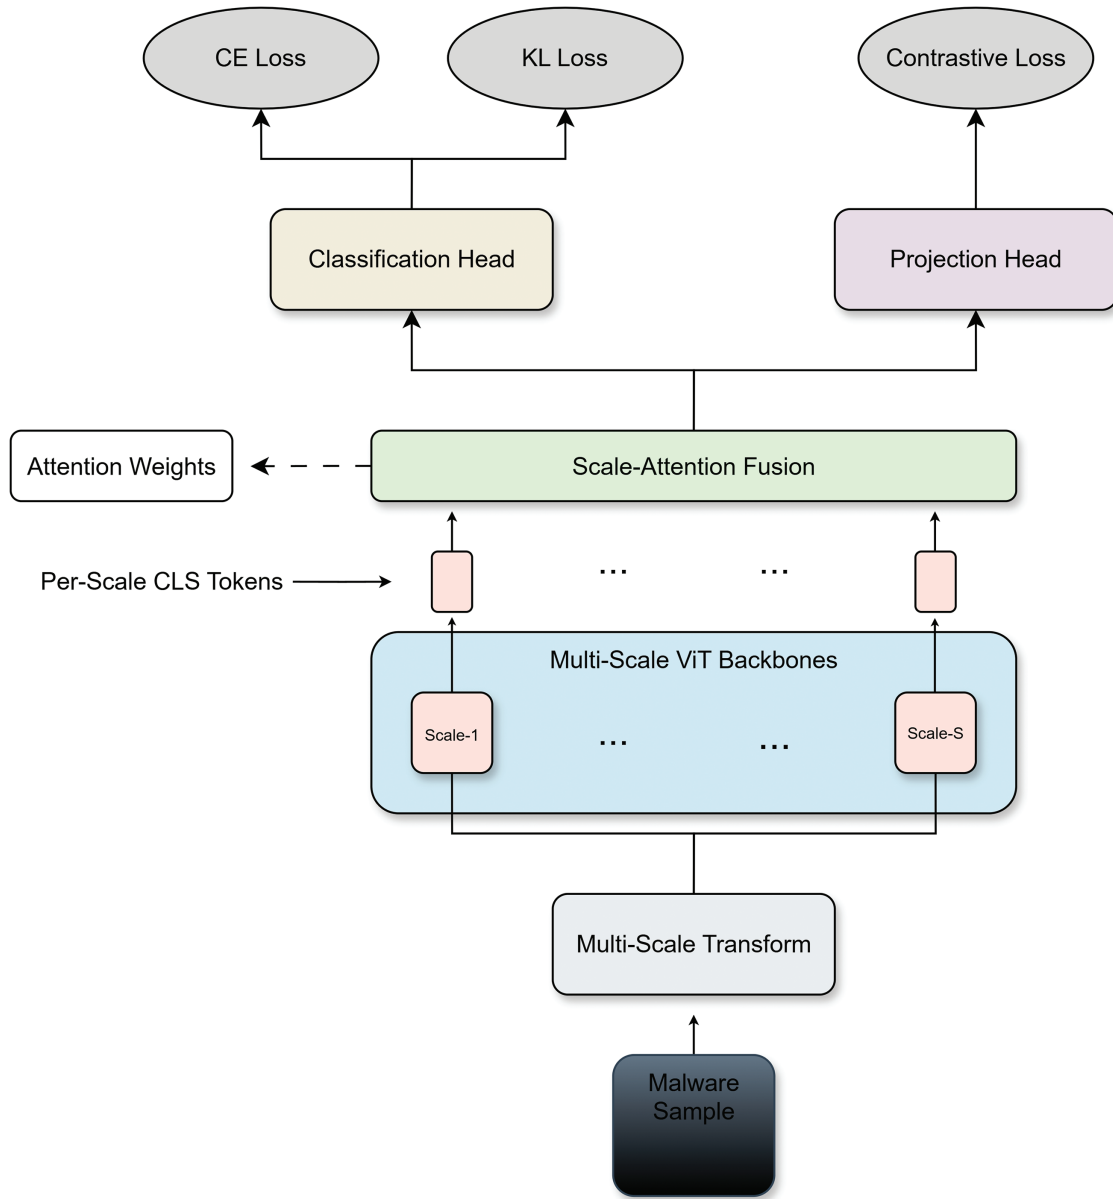 CE Loss
KL Loss
Contrastive Loss
Classification Head
Projection Head
Attention Weights
Scale-Attention Fusion
Per-Scale CLS Tokens
...
...
Multi-Scale ViT Backbones
Scale-1
...
...
Scale-S
Multi-Scale Transform
Malware
Sample